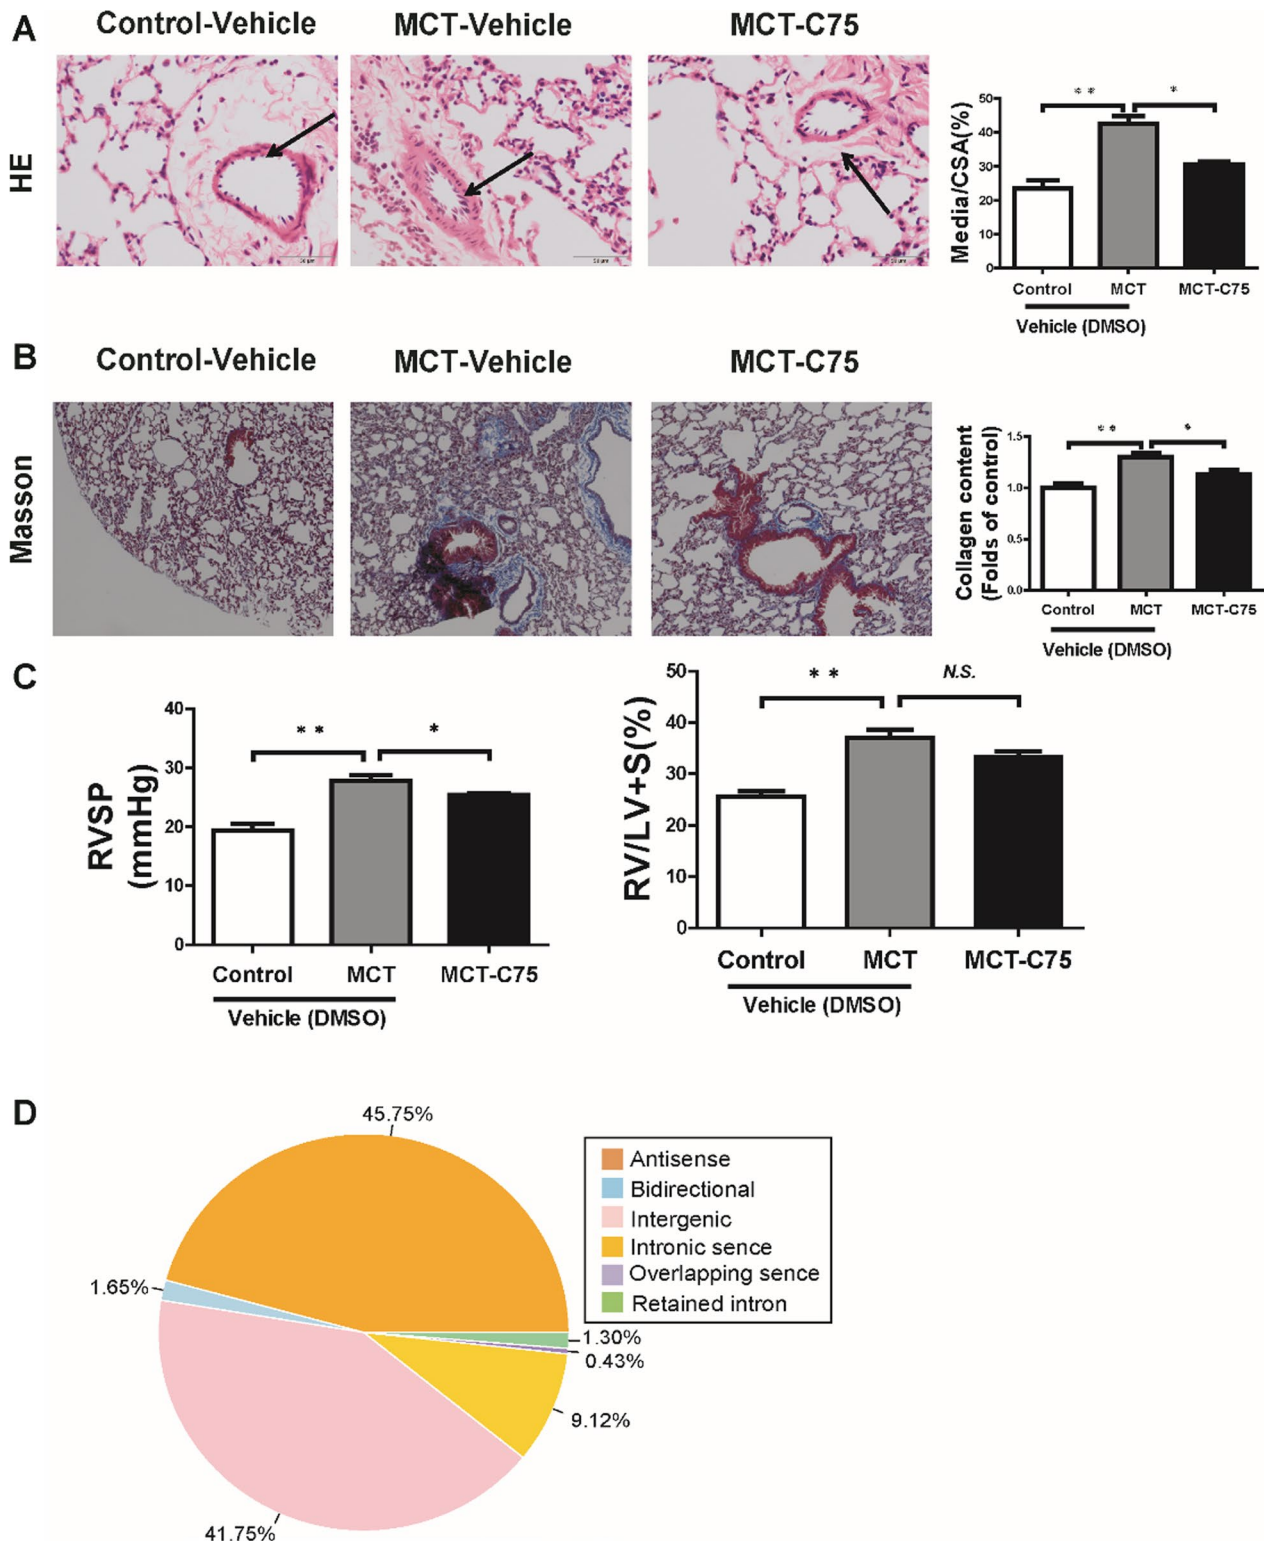 A
Control-Vehicle
MCT-Vehicle
MCT-C75
HE
Media/CSA(%)
50
40
30
20
10
0
* *
*
Control
MCT
MCT-C75
Vehicle (DMSO)
B
Control-Vehicle
MCT-Vehicle
MCT-C75
Masson
Collagen content
(Folds of control)
1.5
1.0
0.5
0.0
* *
*
Control
MCT
MCT-C75
Vehicle (DMSO)
C
RVSP
(mmHg)
40
30
20
10
0
* *
*
Control
MCT
MCT-C75
Vehicle (DMSO)
RV/LV+S(%)
50
40
30
20
10
0
* *
N.S.
Control
MCT
MCT-C75
Vehicle (DMSO)
D
45.75%
1.65%
41.75%
9.12%
0.43%
1.30%
Antisense
Bidirectional
Intergenic
Intronic sence
Overlapping sence
Retained intron